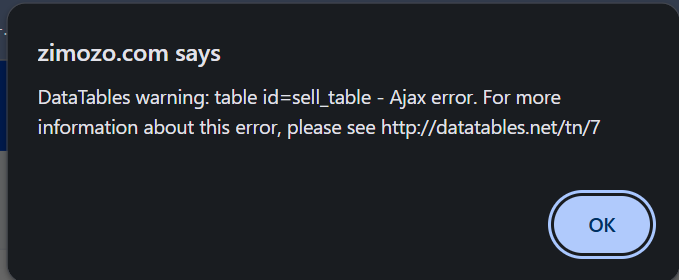 zimozo.com says
DataTables warning: table id=sell_table - Ajax error. For more
information about this error, please see http://datatables.net/tn/7
OK